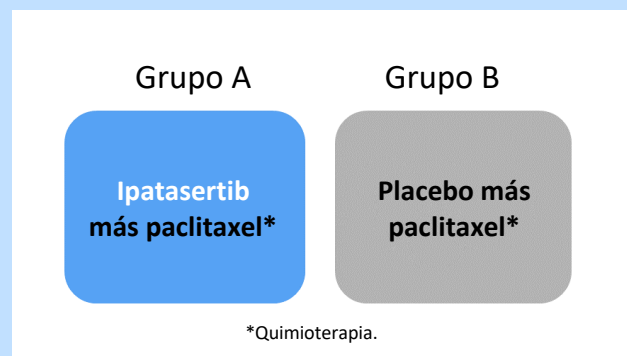 Grupo A
Grupo B
Ipatasertib
más paclitaxel*
Placebo más
paclitaxel*
*Quimioterapia.